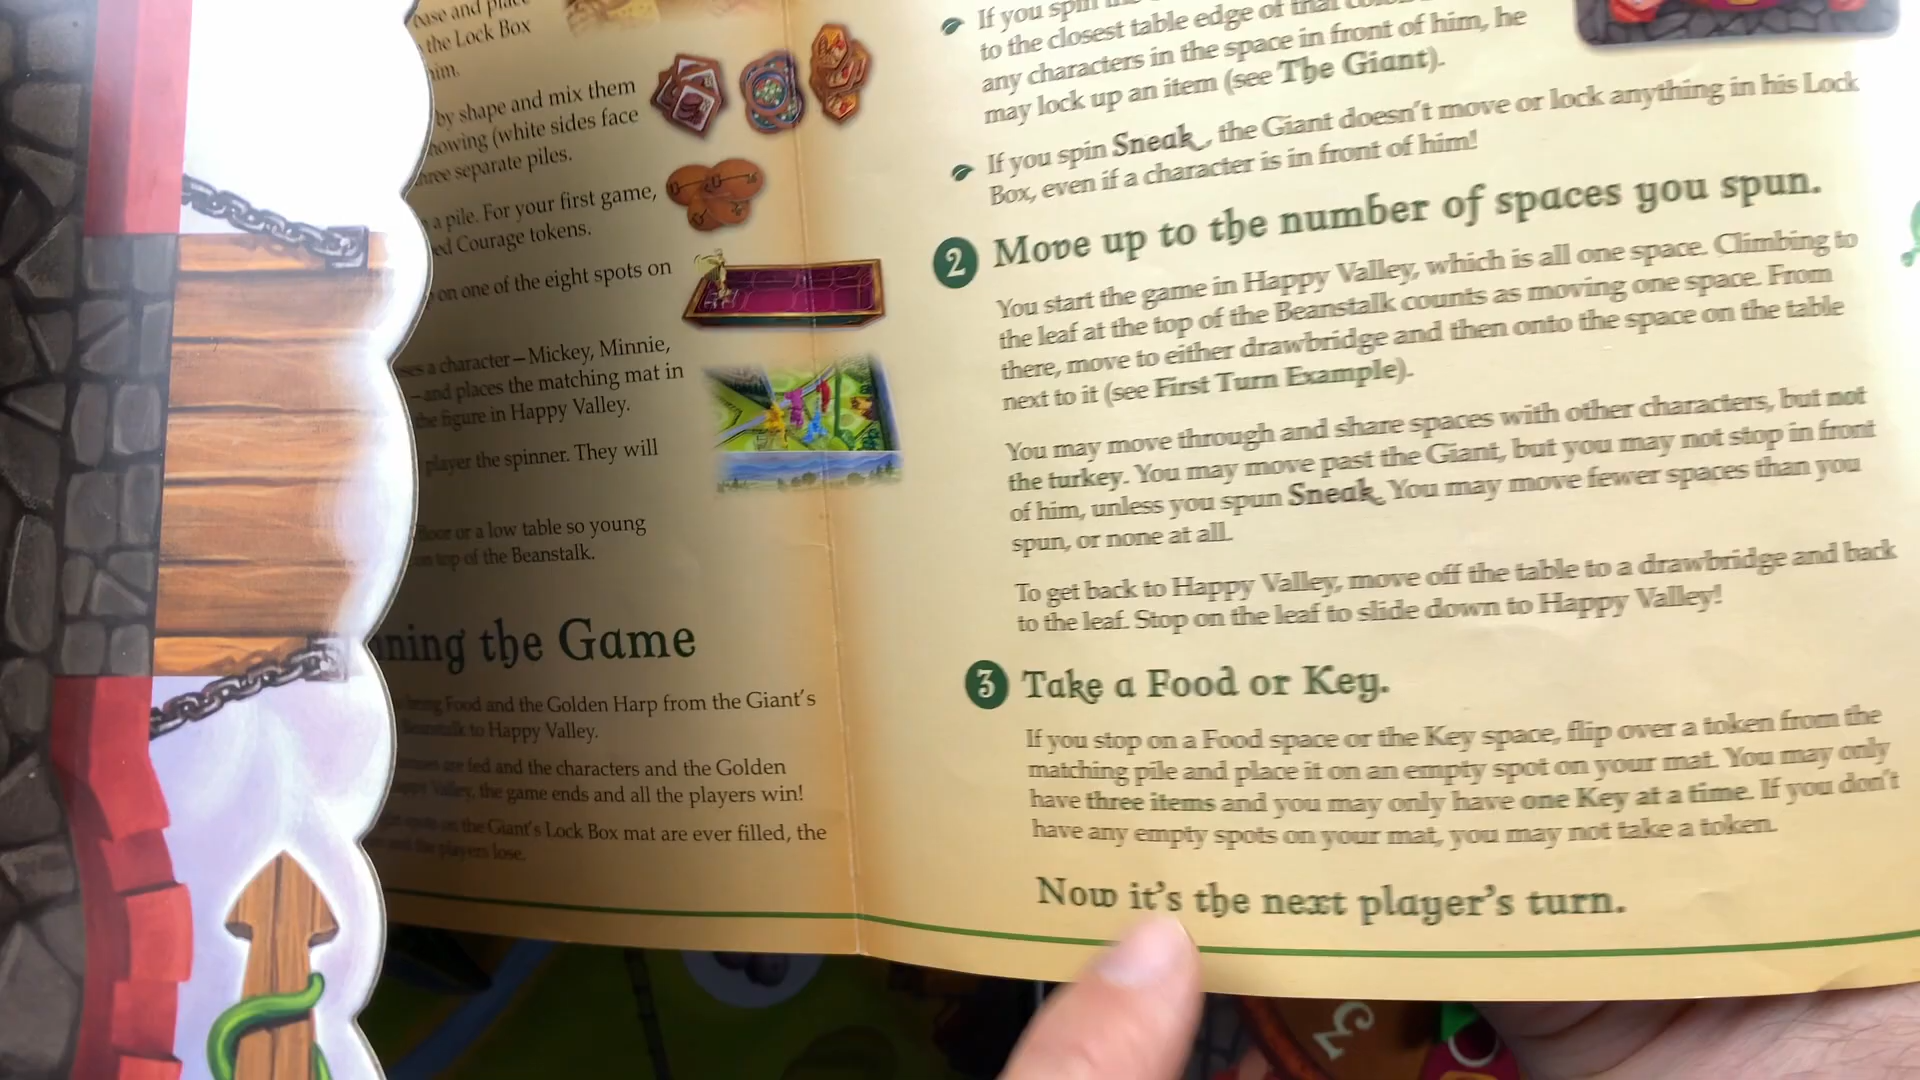 base and place
the Lock Box
him.
by shape and mix them
howing (white sides face
hree separate piles.
a pile. For your first game,
ed Courage tokens.
on one of the eight spots on
a character—Mickey, Minnie,
—and places the matching mat in
the figure in Happy Valley.
player the spinner. They will
floor or a low table so young
on top of the Beanstalk.
ning the Game
Food and the Golden Harp from the Giant's
Beanstalk to Happy Valley.
are fed and the characters and the Golden
Valley, the game ends and all the players win!
on the Giant's Lock Box mat are ever filled, the
players lose.
If you spin
to the closest table edge of that
any characters in the space in front of him, he
may lock up an item (see The Giant).
If you spin Sneak, the Giant doesn't move or lock anything in his Lock
Box, even if a character is in front of him!
2 Move up to the number of spaces you spun.
You start the game in Happy Valley, which is all one space. Climbing to
the leaf at the top of the Beanstalk counts as moving one space. From
there, move to either drawbridge and then onto the space on the table
next to it (see First Turn Example).
You may move through and share spaces with other characters, but not
the turkey. You may move past the Giant, but you may not stop in front
of him, unless you spun Sneak. You may move fewer spaces than you
spun, or none at all.
To get back to Happy Valley, move off the table to a drawbridge and back
to the leaf. Stop on the leaf to slide down to Happy Valley!
3 Take a Food or Key.
If you stop on a Food space or the Key space, flip over a token from the
matching pile and place it on an empty spot on your mat. You may only
have three items and you may only have one Key at a time. If you don't
have any empty spots on your mat, you may not take a token.
Now it's the next player's turn.
3